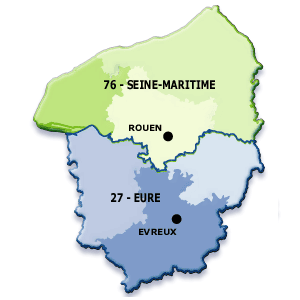 76 - SEINE-MARITIME
ROUEN
27 - EURE
EVREUX